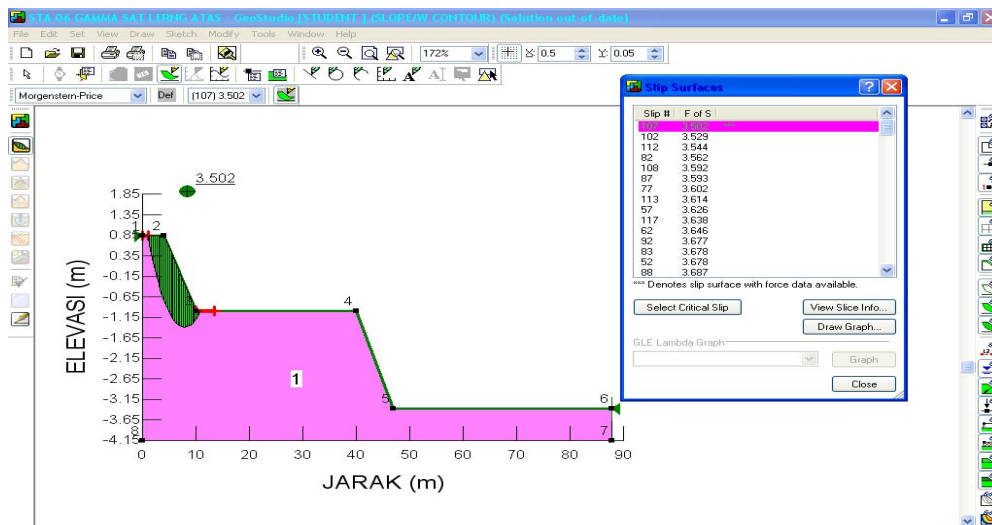 STA 06 GAMMA SAT LERNG ATAS - GeoStudio [STUDENT ] (SLOPE/W CONTOUR) (Solution out-of-date)
File Edit Set View Draw Sketch Modify Tools Window Help
172% X: 0.5 Y: 0.05
Morgenstern-Price Def (107) 3.502
3.502
1.85
1.35
0.85
0.35
-0.15
-0.65
-1.15
-1.65
-2.15
-2.65
-3.15
-3.65
-4.15
1 2
4
5
6
7
8
1
0 10 20 30 40 50 60 70 80 90
ELEVASI (m)
JARAK (m)
Slip Surfaces
Slip # F of S
107 3.502 ***
102 3.529
112 3.544
82 3.562
108 3.592
87 3.593
77 3.602
113 3.614
57 3.626
117 3.638
62 3.646
92 3.677
83 3.678
52 3.678
88 3.687
*** Denotes slip surface with force data available.
Select Critical Slip View Slice Info...
Draw Graph...
GLE Lambda Graph
Graph
Close